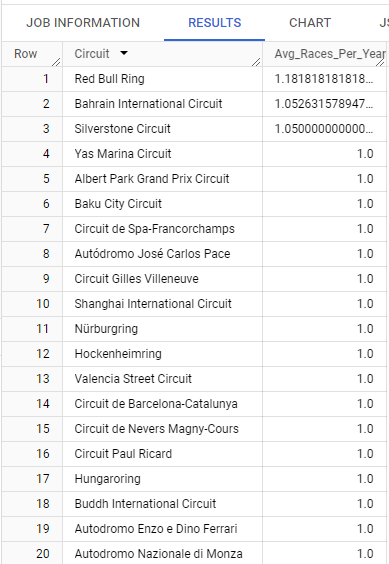 JOB INFORMATION RESULTS CHART JS
Row Circuit Avg_Races_Per_Year
1 Red Bull Ring 1.181818181818...
2 Bahrain International Circuit 1.052631578947...
3 Silverstone Circuit 1.050000000000...
4 Yas Marina Circuit 1.0
5 Albert Park Grand Prix Circuit 1.0
6 Baku City Circuit 1.0
7 Circuit de Spa-Francorchamps 1.0
8 Autódromo José Carlos Pace 1.0
9 Circuit Gilles Villeneuve 1.0
10 Shanghai International Circuit 1.0
11 Nürburgring 1.0
12 Hockenheimring 1.0
13 Valencia Street Circuit 1.0
14 Circuit de Barcelona-Catalunya 1.0
15 Circuit de Nevers Magny-Cours 1.0
16 Circuit Paul Ricard 1.0
17 Hungaroring 1.0
18 Buddh International Circuit 1.0
19 Autodromo Enzo e Dino Ferrari 1.0
20 Autodromo Nazionale di Monza 1.0